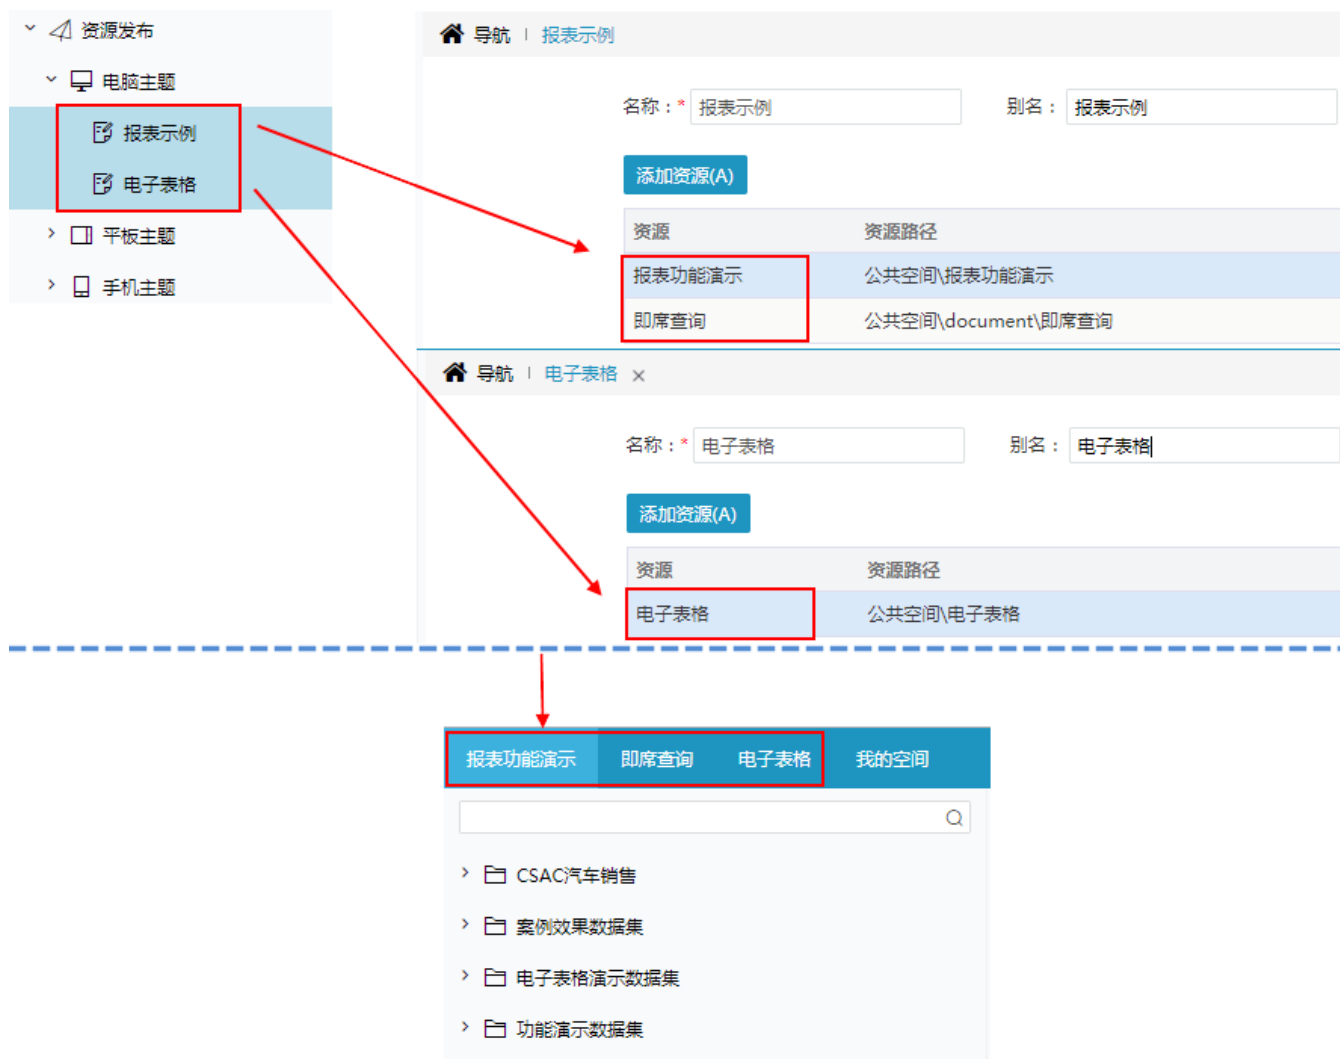 资源发布
电脑主题
报表示例
电子表格
平板主题
手机主题
导航 | 报表示例
名称：* 报表示例 别名： 报表示例
添加资源(A)
资源 资源路径
报表功能演示 公共空间\报表功能演示
即席查询 公共空间\document\即席查询
导航 | 电子表格 ×
名称：* 电子表格 别名： 电子表格
添加资源(A)
资源 资源路径
电子表格 公共空间\电子表格
报表功能演示 即席查询 电子表格 我的空间
CSAC汽车销售
案例效果数据集
电子表格演示数据集
功能演示数据集